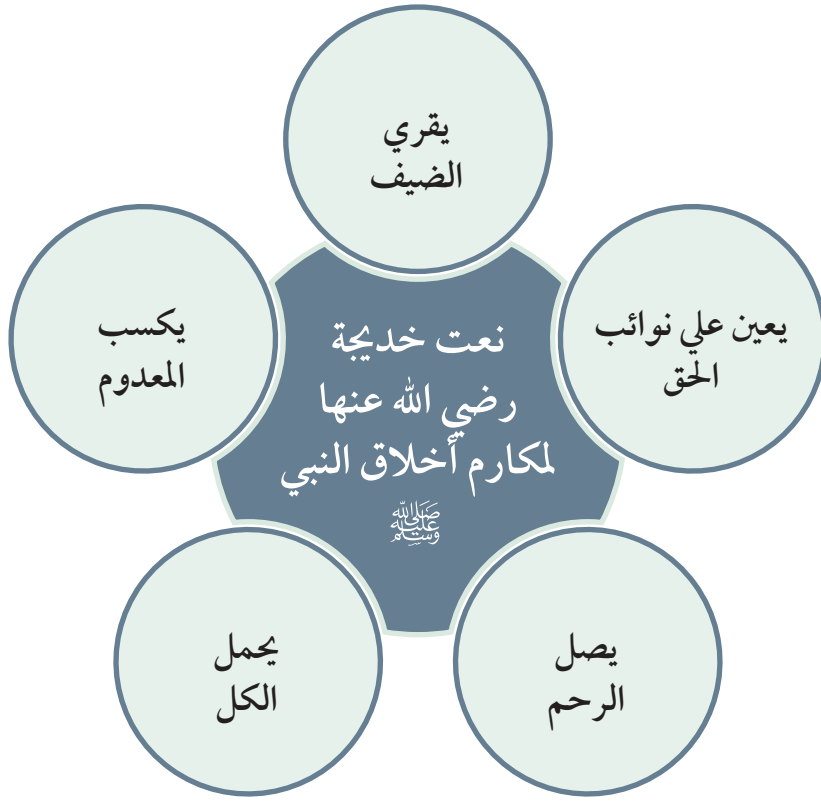 يقري
الضيف
يعين علي نوائب
الحق
نعت خديجة
رضي الله عنها
لمكارم أخلاق النبي
ﷺ
يكسب
المعدوم
يصل
الرحم
يحمل
الكل